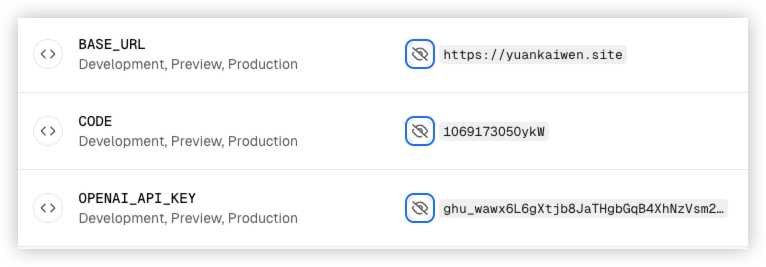 BASE_URL
Development, Preview, Production
https://yuankaiwen.site
CODE
Development, Preview, Production
1069173050ykW
OPENAI_API_KEY
Development, Preview, Production
ghu_wawx6L6gXtjb8JaTHgbGqB4XhNzVsm2…